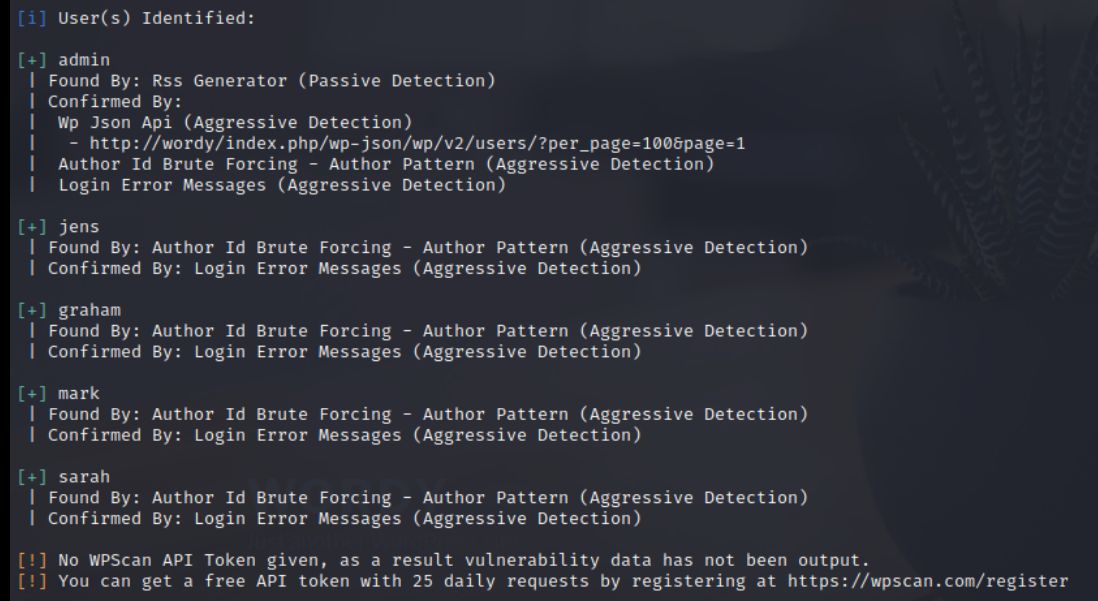 [i] User(s) Identified:
[+] admin
| Found By: Rss Generator (Passive Detection)
| Confirmed By:
| Wp Json Api (Aggressive Detection)
| - http://wordy/index.php/wp-json/wp/v2/users/?per_page=100&page=1
| Author Id Brute Forcing - Author Pattern (Aggressive Detection)
| Login Error Messages (Aggressive Detection)
[+] jens
| Found By: Author Id Brute Forcing - Author Pattern (Aggressive Detection)
| Confirmed By: Login Error Messages (Aggressive Detection)
[+] graham
| Found By: Author Id Brute Forcing - Author Pattern (Aggressive Detection)
| Confirmed By: Login Error Messages (Aggressive Detection)
[+] mark
| Found By: Author Id Brute Forcing - Author Pattern (Aggressive Detection)
| Confirmed By: Login Error Messages (Aggressive Detection)
[+] sarah
| Found By: Author Id Brute Forcing - Author Pattern (Aggressive Detection)
| Confirmed By: Login Error Messages (Aggressive Detection)
[!] No WPScan API Token given, as a result vulnerability data has not been output.
[!] You can get a free API token with 25 daily requests by registering at https://wpscan.com/register